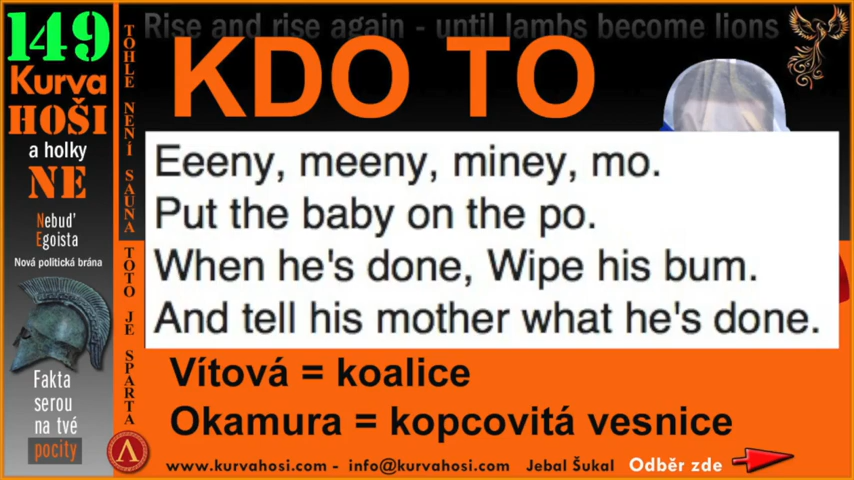 149
Kurva
HOŠI
a holky
NE
Nebuď
Egoista
Nová politická brána
Fakta
serou
na tvé
pocity
TOHLE NENÍ SAUNA TOTO JE SPARTA
Rise and rise again - until lambs become lions
KDO TO
Eeeny, meeny, miney, mo.
Put the baby on the po.
When he's done, Wipe his bum.
And tell his mother what he's done.
Vítová = koalice
Okamura = kopcovitá vesnice
www.kurvahosi.com - info@kurvahosi.com Jebal Šukal Odběr zde